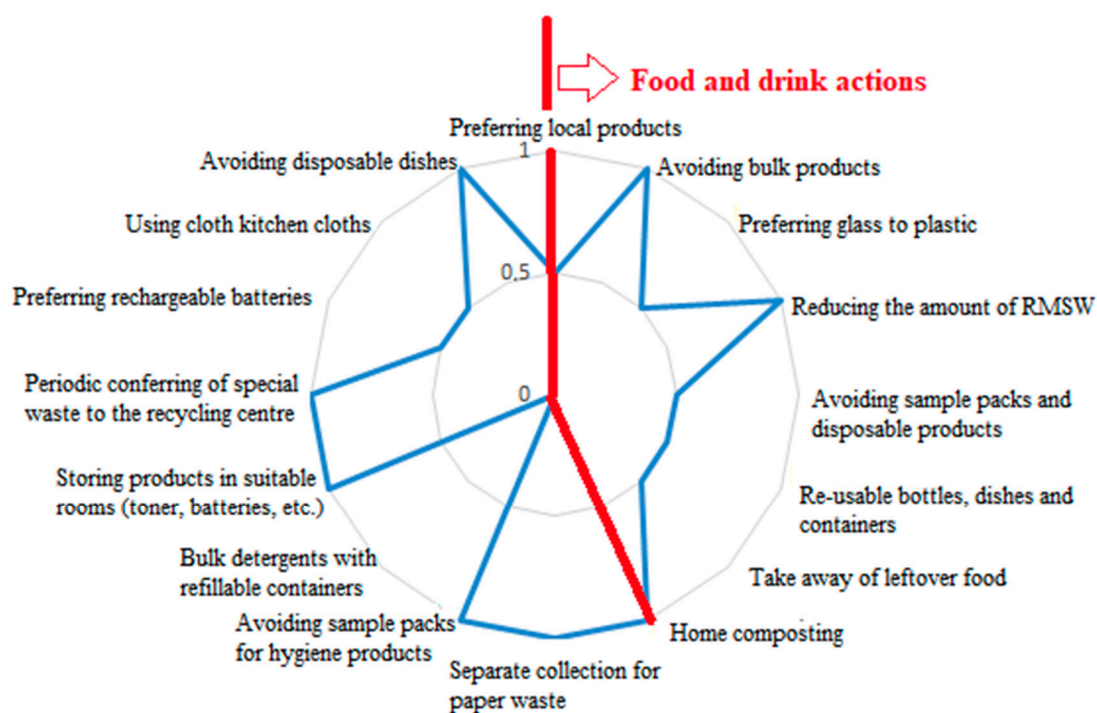 Food and drink actions
Preferring local products
1
Avoiding disposable dishes
Avoiding bulk products
Using cloth kitchen cloths
Preferring glass to plastic
0,5
Preferring rechargeable batteries
Reducing the amount of RMSW
Periodic conferring of special
waste to the recycling centre
0
Avoiding sample packs and
disposable products
Storing products in suitable
rooms (toner, batteries, etc.)
Re-usable bottles, dishes and
containers
Bulk detergents with
refillable containers
Take away of leftover food
Avoiding sample packs
for hygiene products
Home composting
Separate collection for
paper waste